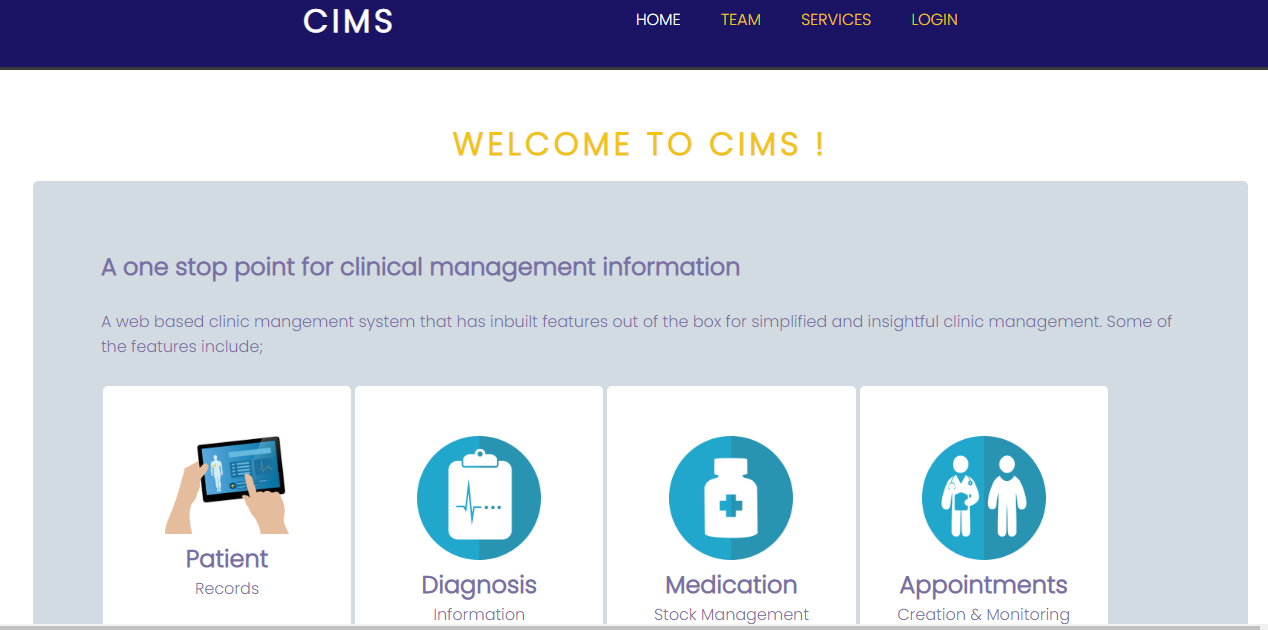 CIMS
HOME TEAM SERVICES LOGIN
WELCOME TO CIMS !
A one stop point for clinical management information
A web based clinic mangement system that has inbuilt features out of the box for simplified and insightful clinic management. Some of
the features include;
Patient
Records
Diagnosis
Information
Medication
Stock Management
Appointments
Creation & Monitoring